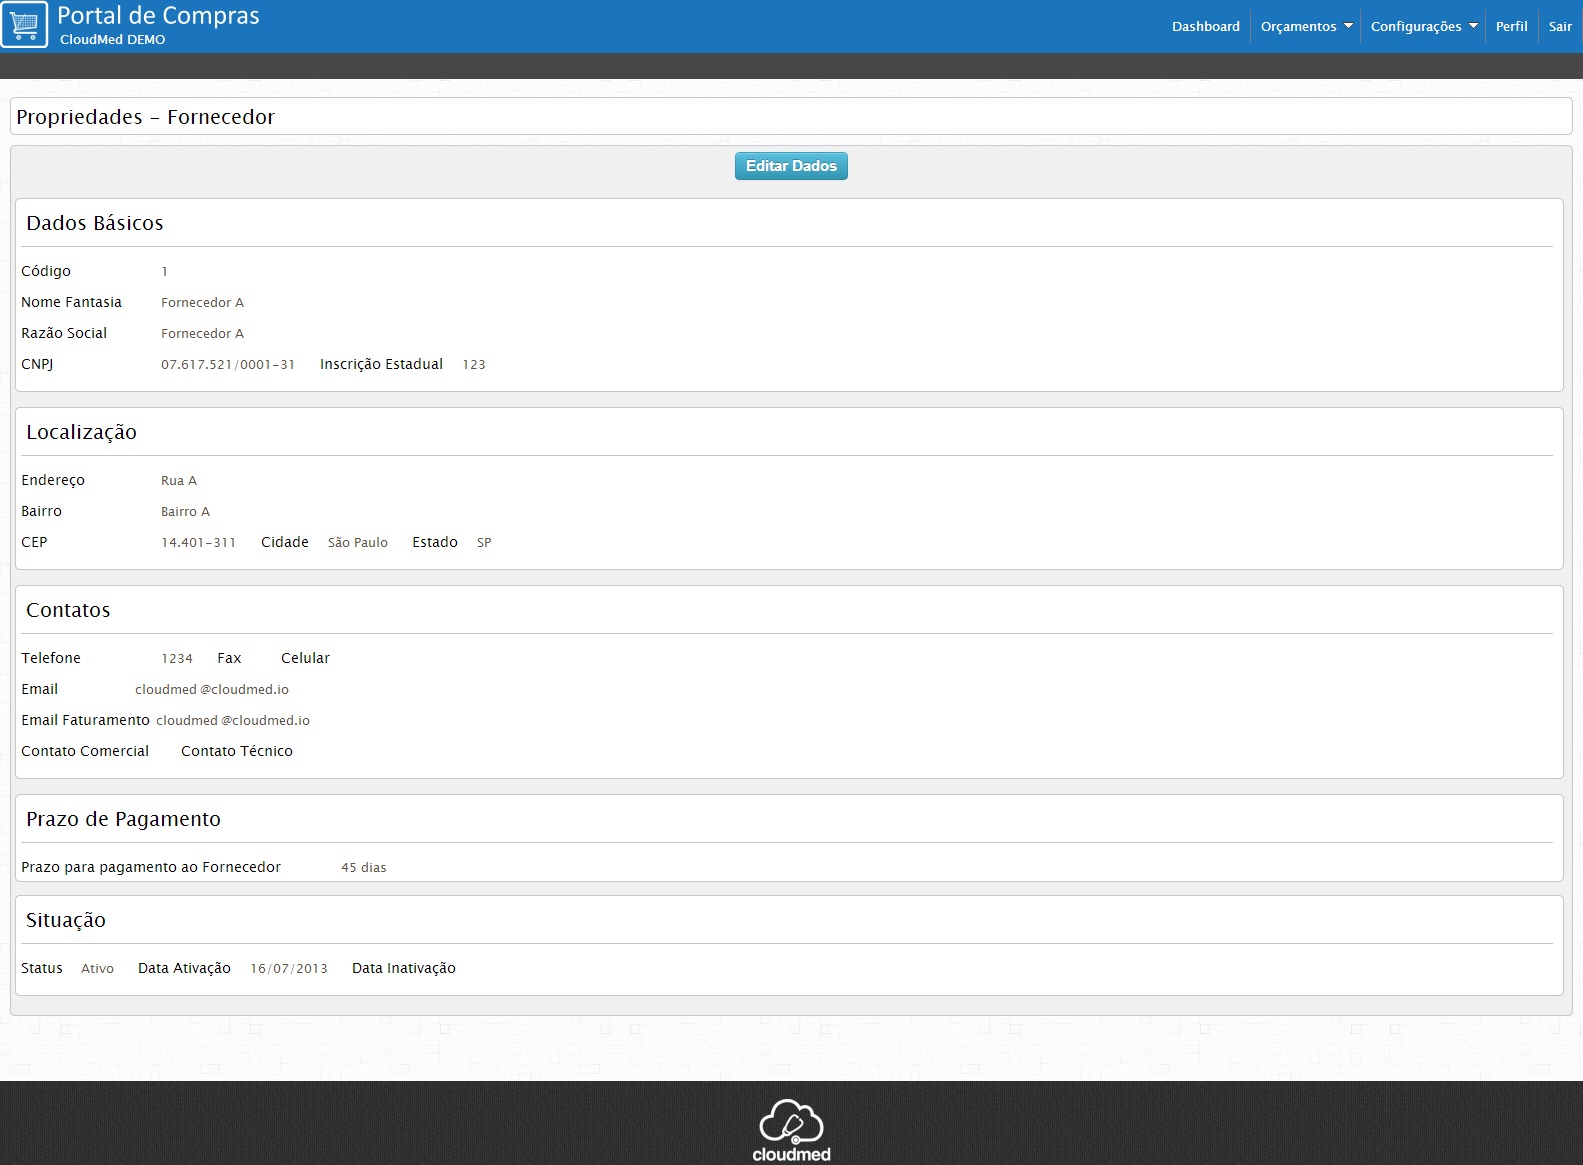 Portal de Compras
CloudMed DEMO
Dashboard Orçamentos Configurações Perfil Sair
Propriedades - Fornecedor
Editar Dados
Dados Básicos
Código 1
Nome Fantasia Fornecedor A
Razão Social Fornecedor A
CNPJ 07.617.521/0001-31 Inscrição Estadual 123
Localização
Endereço Rua A
Bairro Bairro A
CEP 14.401-311 Cidade São Paulo Estado SP
Contatos
Telefone 1234 Fax Celular
Email cloudmed @cloudmed.io
Email Faturamento cloudmed @cloudmed.io
Contato Comercial Contato Técnico
Prazo de Pagamento
Prazo para pagamento ao Fornecedor 45 dias
Situação
Status Ativo Data Ativação 16/07/2013 Data Inativação
cloudmed